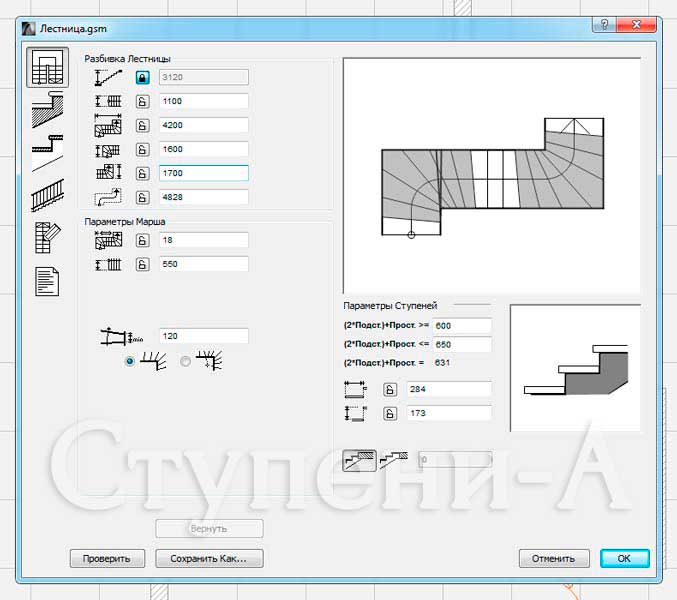 Лестница.gsm
Разбивка Лестницы
3120
1100
4200
1600
1700
4828
Параметры Марша
18
550
min
120
Параметры Ступеней
(2*Подст.)+Прост. >= 600
(2*Подст.)+Прост. <= 650
(2*Подст.)+Прост. = 631
284
173
0
Ступени-А
Вернуть
Проверить
Сохранить Как...
Отменить
OK